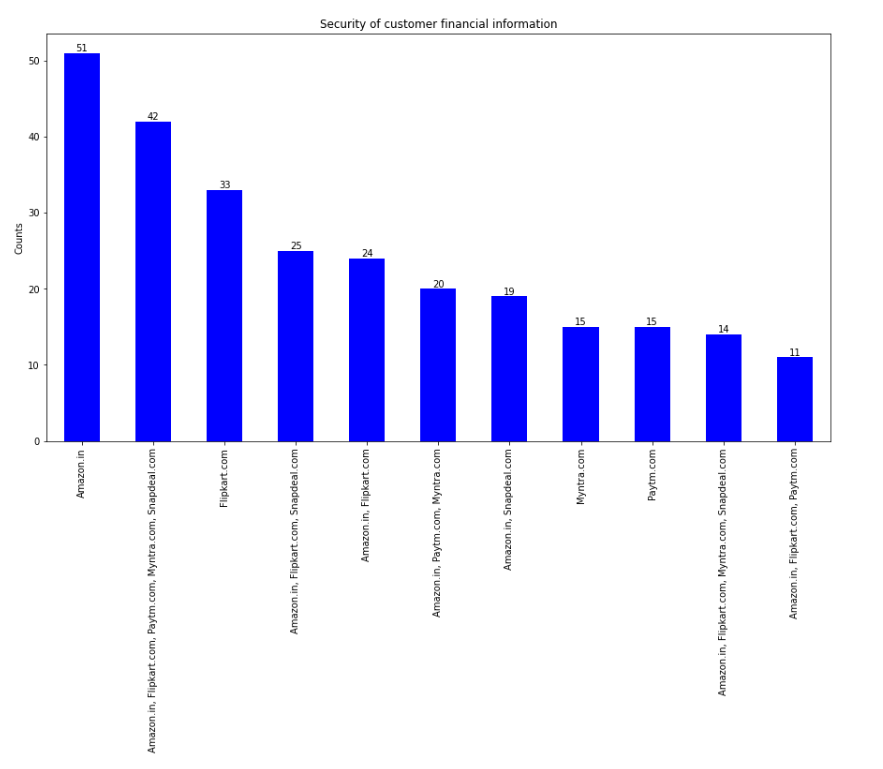 Security of customer financial information
Counts
50
40
30
20
10
0
51
42
33
25
24
20
19
15
15
14
11
Amazon.in
Amazon.in, Flipkart.com, Paytm.com, Myntra.com, Snapdeal.com
Flipkart.com
Amazon.in, Flipkart.com, Snapdeal.com
Amazon.in, Flipkart.com
Amazon.in, Paytm.com, Myntra.com
Amazon.in, Snapdeal.com
Myntra.com
Paytm.com
Amazon.in, Flipkart.com, Myntra.com, Snapdeal.com
Amazon.in, Flipkart.com, Paytm.com